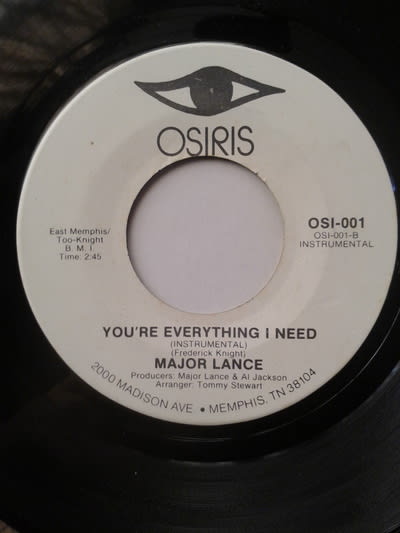 OSIRIS
East Memphis/
Too-Knight
B. M. I.
Time: 2:45
OSI-001
OSI-001-B
INSTRUMENTAL
YOU'RE EVERYTHING I NEED
(INSTRUMENTAL)
(Frederick Knight)
MAJOR LANCE
Producers: Major Lance & Al Jackson
Arranger: Tommy Stewart
2000 MADISON AVE • MEMPHIS, TN 38104